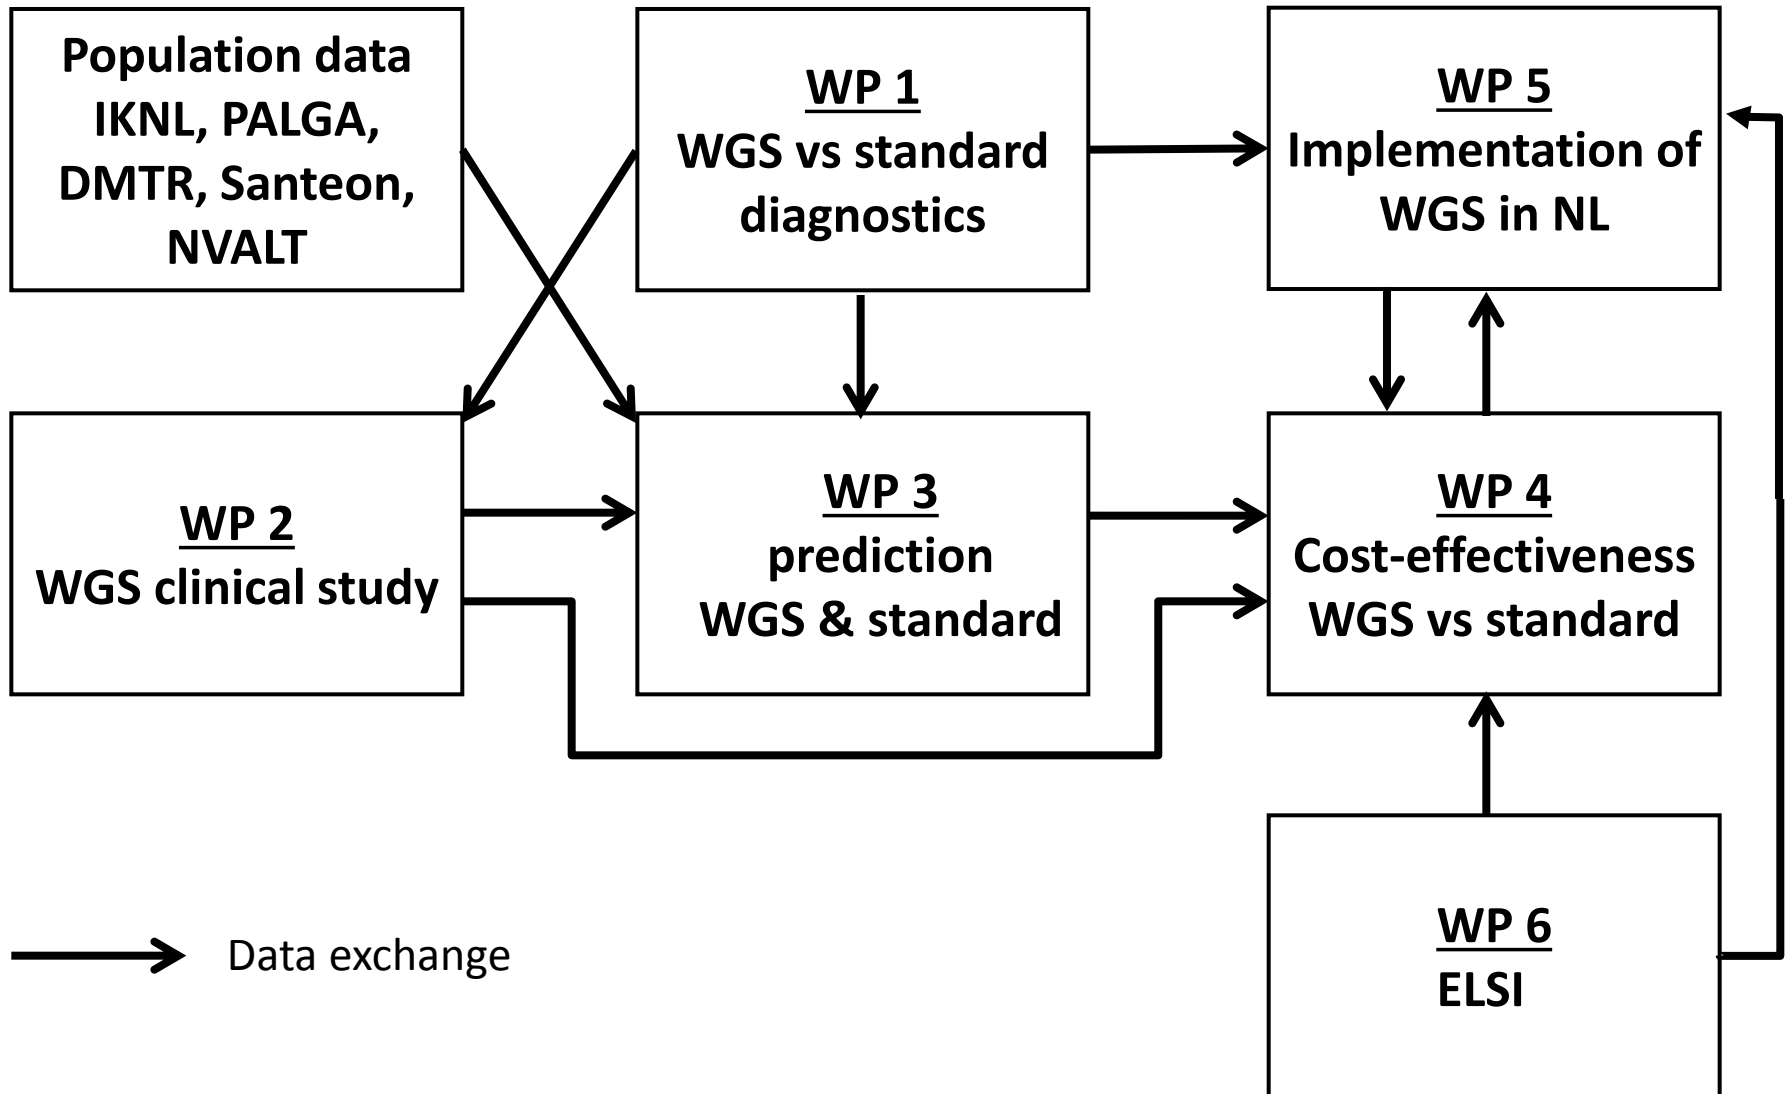 Population data
IKNL, PALGA,
DMTR, Santeon,
NVALT
WP 1
WGS vs standard
diagnostics
WP 5
Implementation of
WGS in NL
WP 2
WGS clinical study
WP 3
prediction
WGS & standard
WP 4
Cost-effectiveness
WGS vs standard
Data exchange
WP 6
ELSI